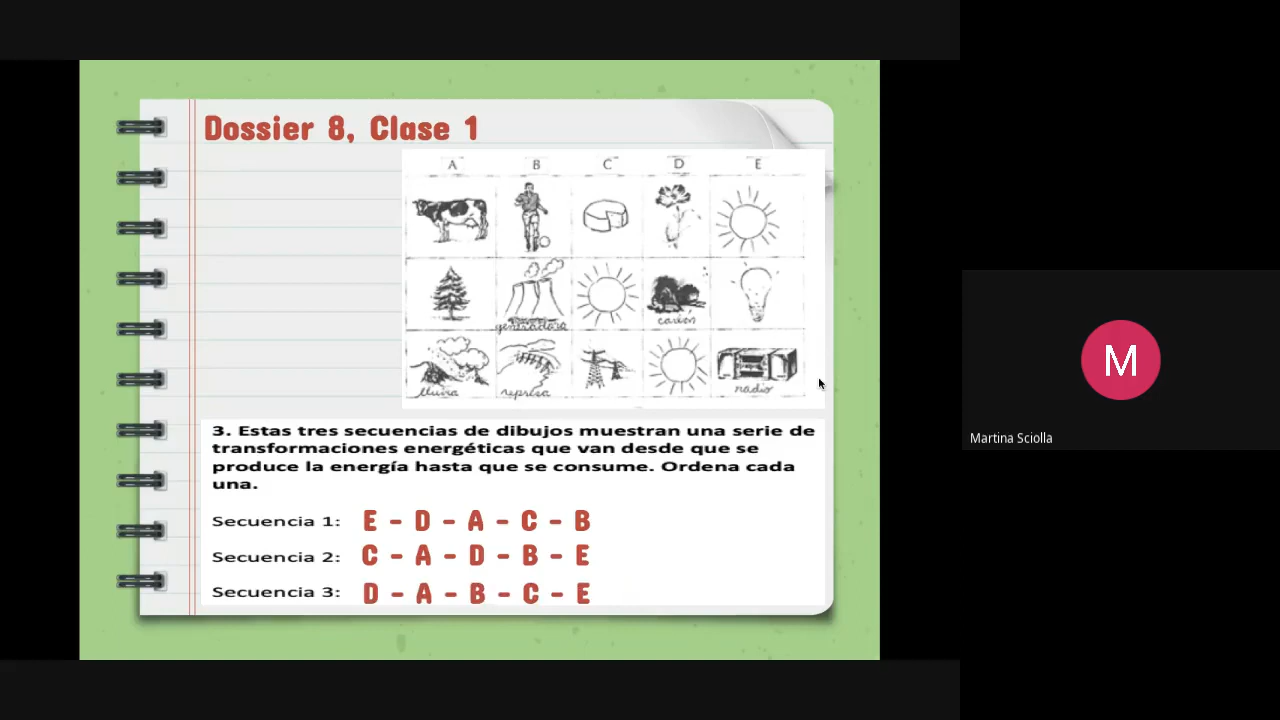 Dossier 8, Clase 1
A B C D E
generadora
carbón
lluvia
represa
radio
3. Estas tres secuencias de dibujos muestran una serie de
transformaciones energéticas que van desde que se
produce la energía hasta que se consume. Ordena cada
una.
Secuencia 1: E - D - A - C - B
Secuencia 2: C - A - D - B - E
Secuencia 3: D - A - B - C - E
M
Martina Sciolla